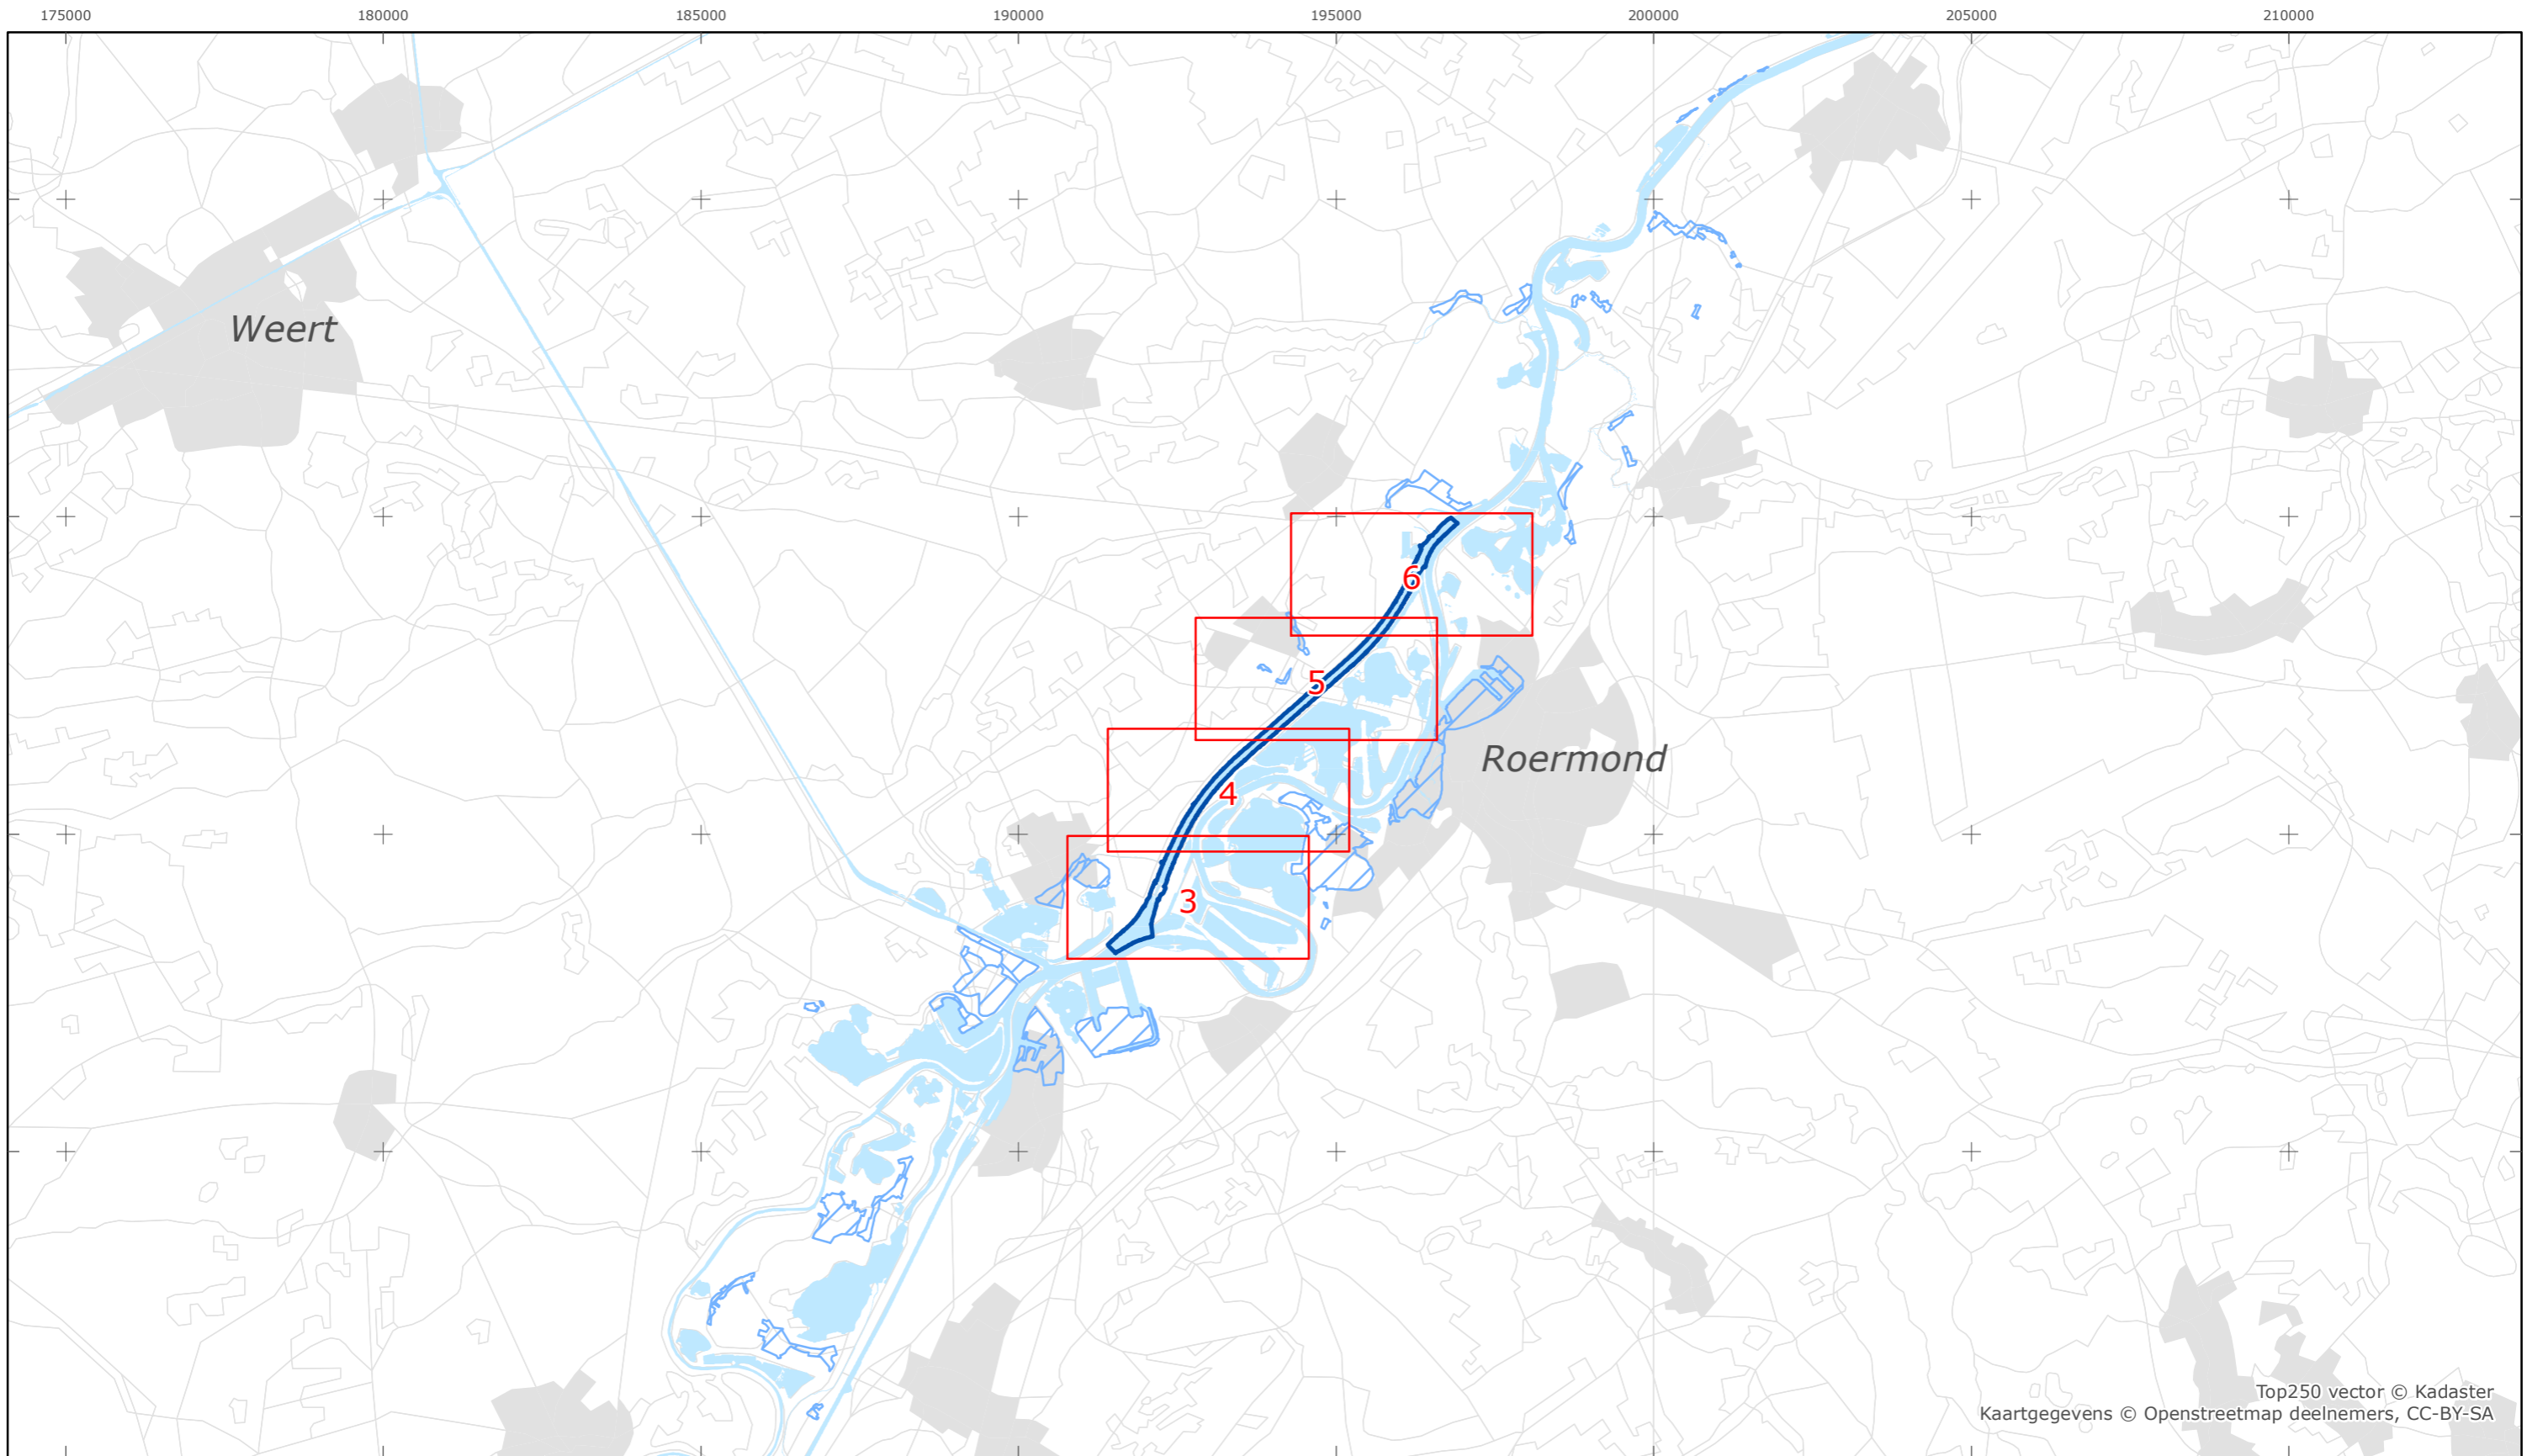 175000 180000 185000 190000 195000 200000 205000 210000
Weert
6
5
Roermond
4
3
Top250 vector © Kadaster
Kaartgegevens © Openstreetmap deelnemers, CC-BY-SA